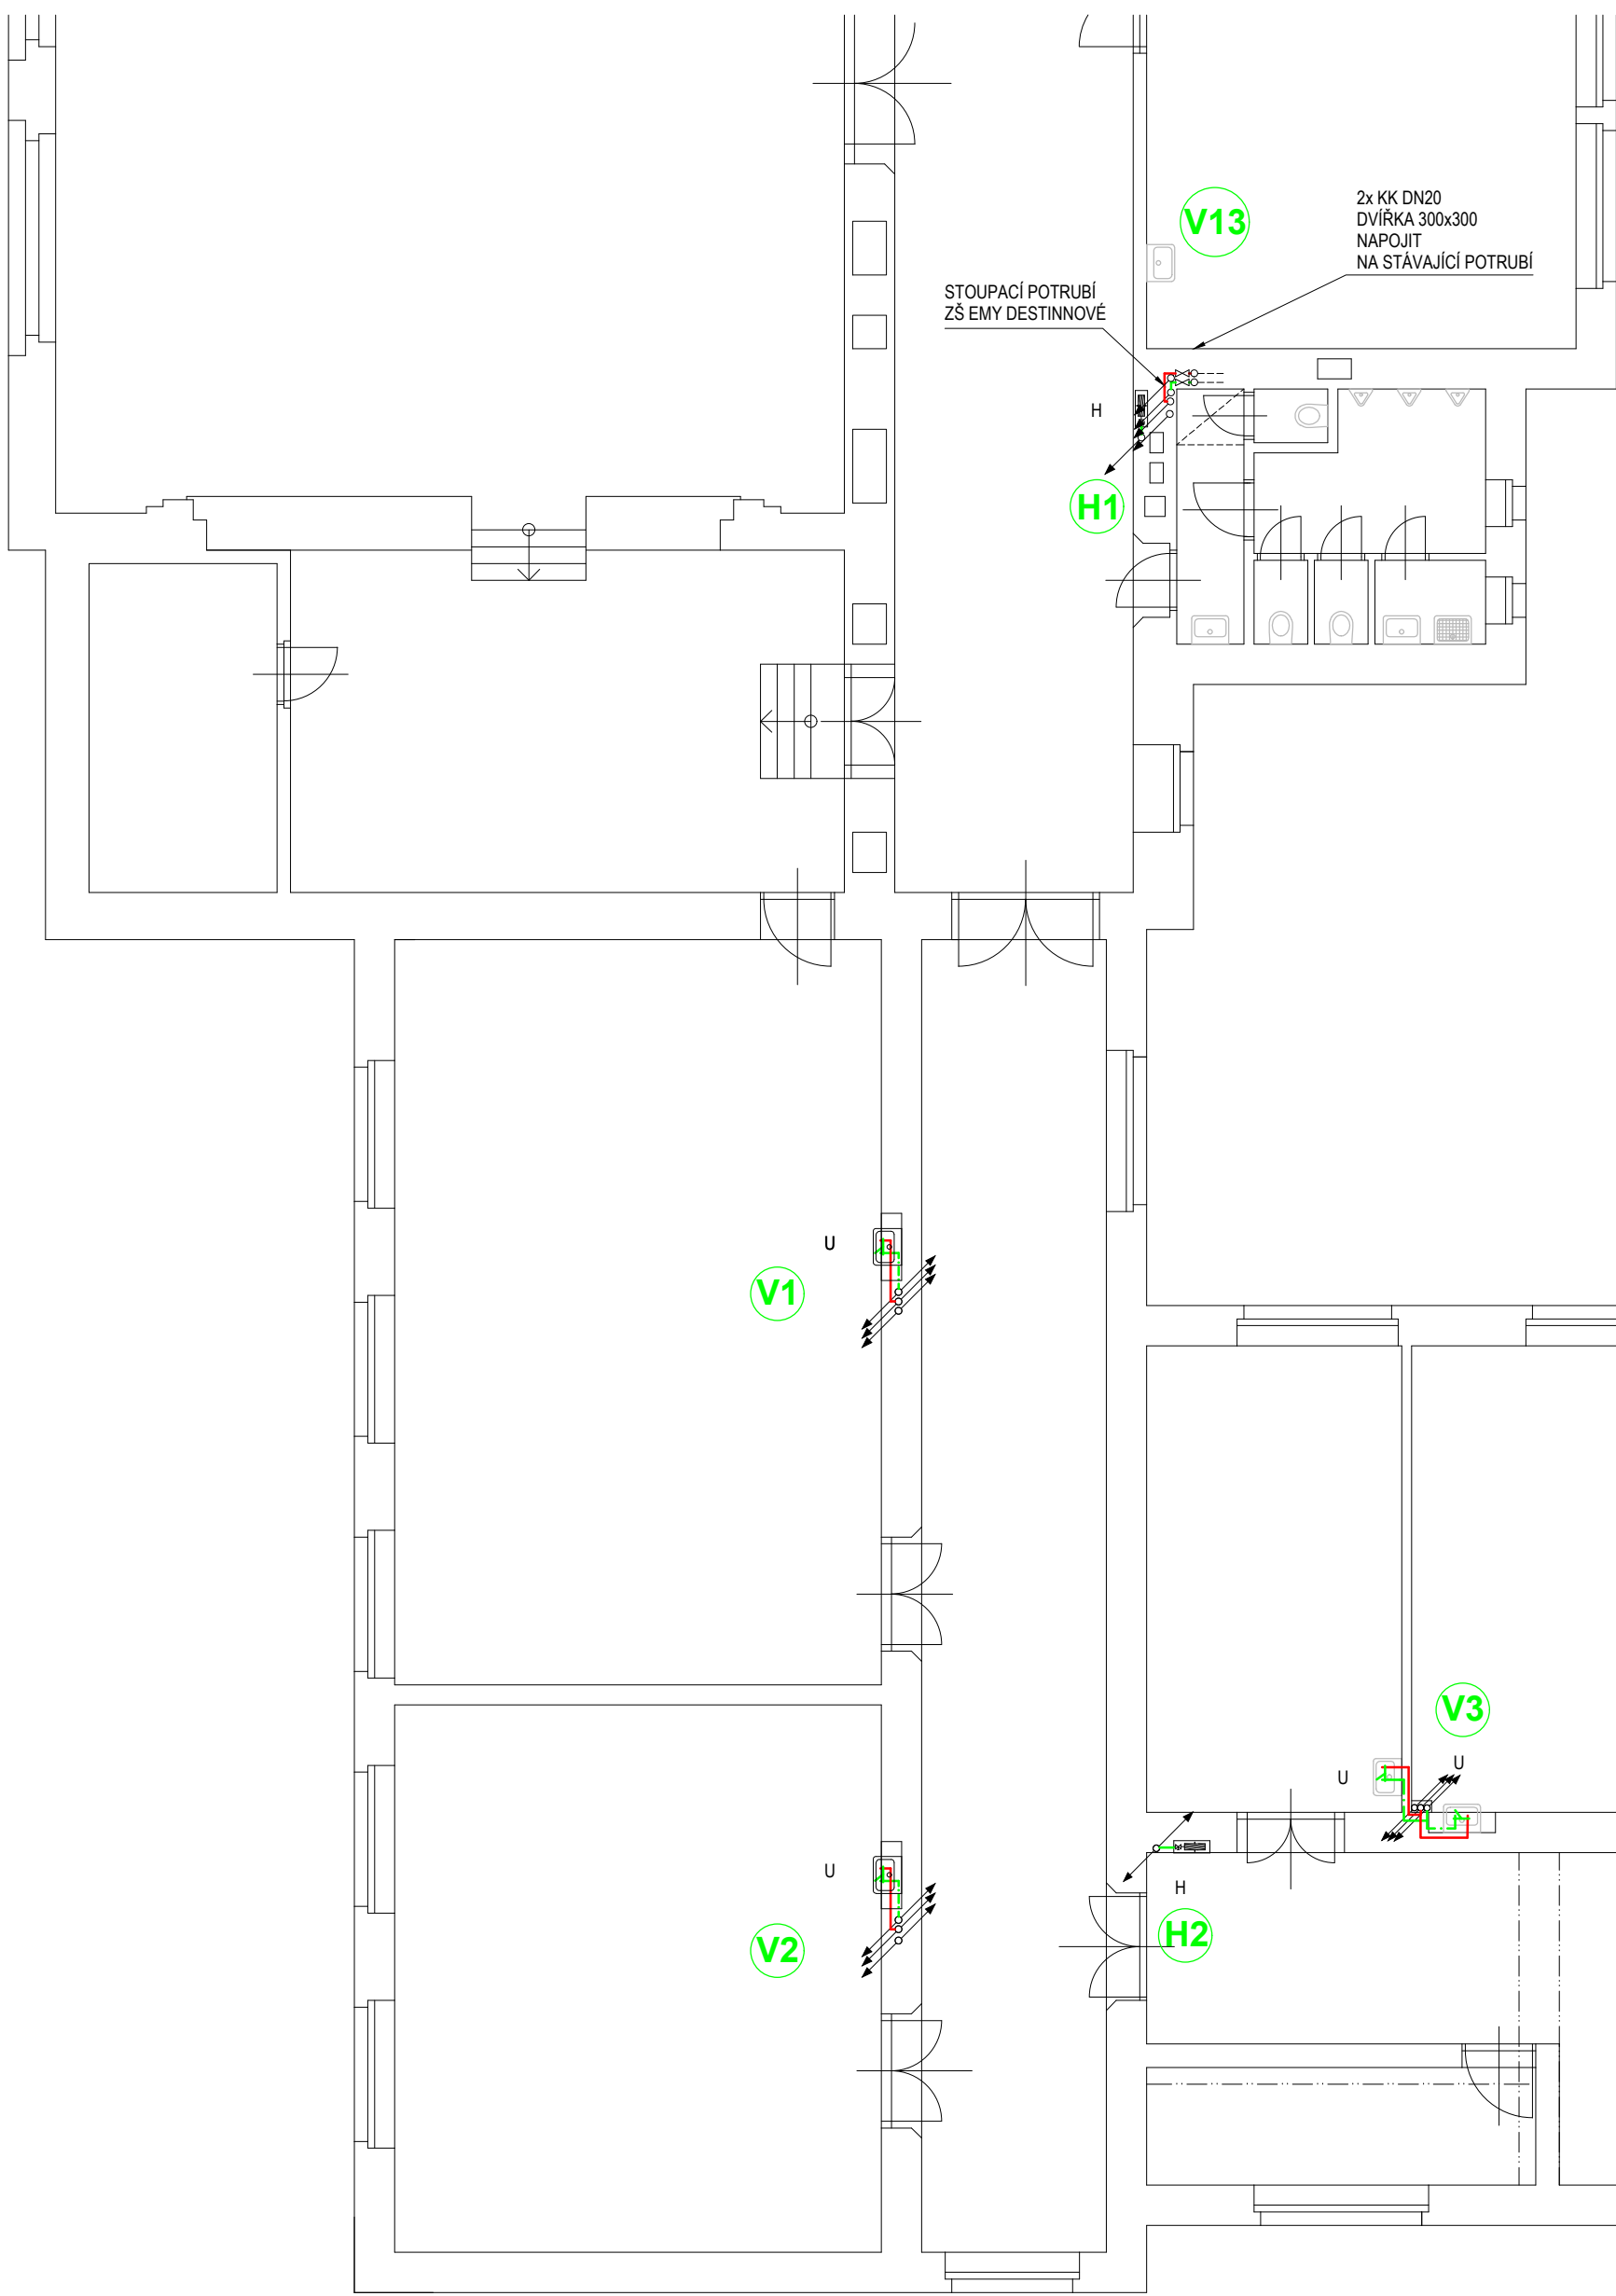 V13
2x KK DN20
DVÍŘKA 300x300
NAPOJIT
NA STÁVAJÍCÍ POTRUBÍ
STOUPACÍ POTRUBÍ
ZŠ EMY DESTINNOVÉ
H
H1
U
V1
V3
U
U
U
V2
H
H2